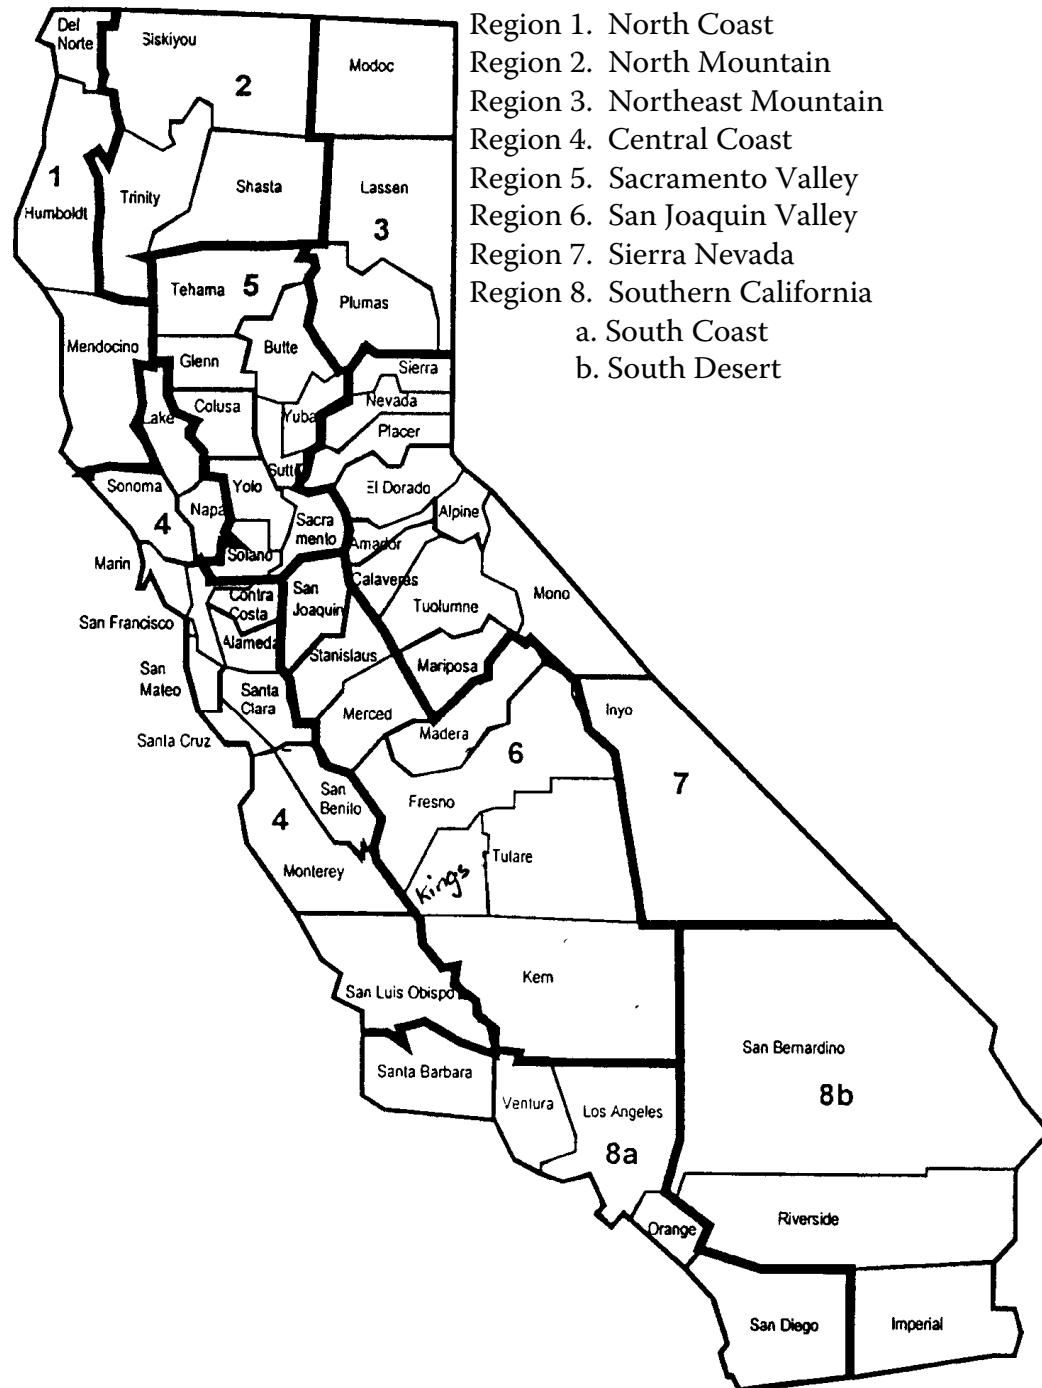 Region 1. North Coast
Region 2. North Mountain
Region 3. Northeast Mountain
Region 4. Central Coast
Region 5. Sacramento Valley
Region 6. San Joaquin Valley
Region 7. Sierra Nevada
Region 8. Southern California
a. South Coast
b. South Desert
Del
Norte
Siskiyou
Modoc
2
1
Humboldt
Trinity
Shasta
Lassen
3
Tehama
5
Plumas
Mendocino
Glenn
Butte
Sierra
Lake
Colusa
Yuba
Nevada
Placer
Sutt
Sonoma
Yolo
El Dorado
Napa
4
Sacra
mento
Alpine
Marin
Solano
Amador
Contra
Costa
San
Joaquin
Calaveras
Tuolumne
Mono
San Francisco
Alameda
Stanislaus
Mariposa
San
Mateo
Santa
Clara
Merced
Madera
Inyo
Santa Cruz
6
7
San
Benito
Fresno
4
Monterey
Kings
Tulare
Kern
San Luis Obispo
San Bernardino
Santa Barbara
8b
Ventura
Los Angeles
8a
Orange
Riverside
San Diego
Imperial